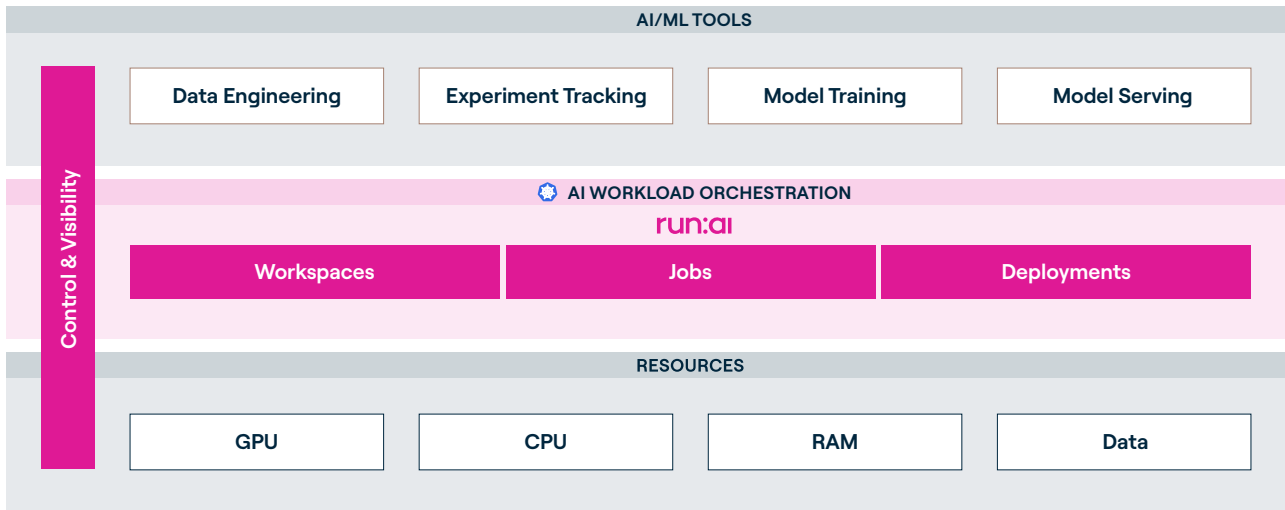 AI/ML TOOLS
Data Engineering
Experiment Tracking
Model Training
Model Serving
Control & Visibility
AI WORKLOAD ORCHESTRATION
run:ai
Workspaces
Jobs
Deployments
RESOURCES
GPU
CPU
RAM
Data